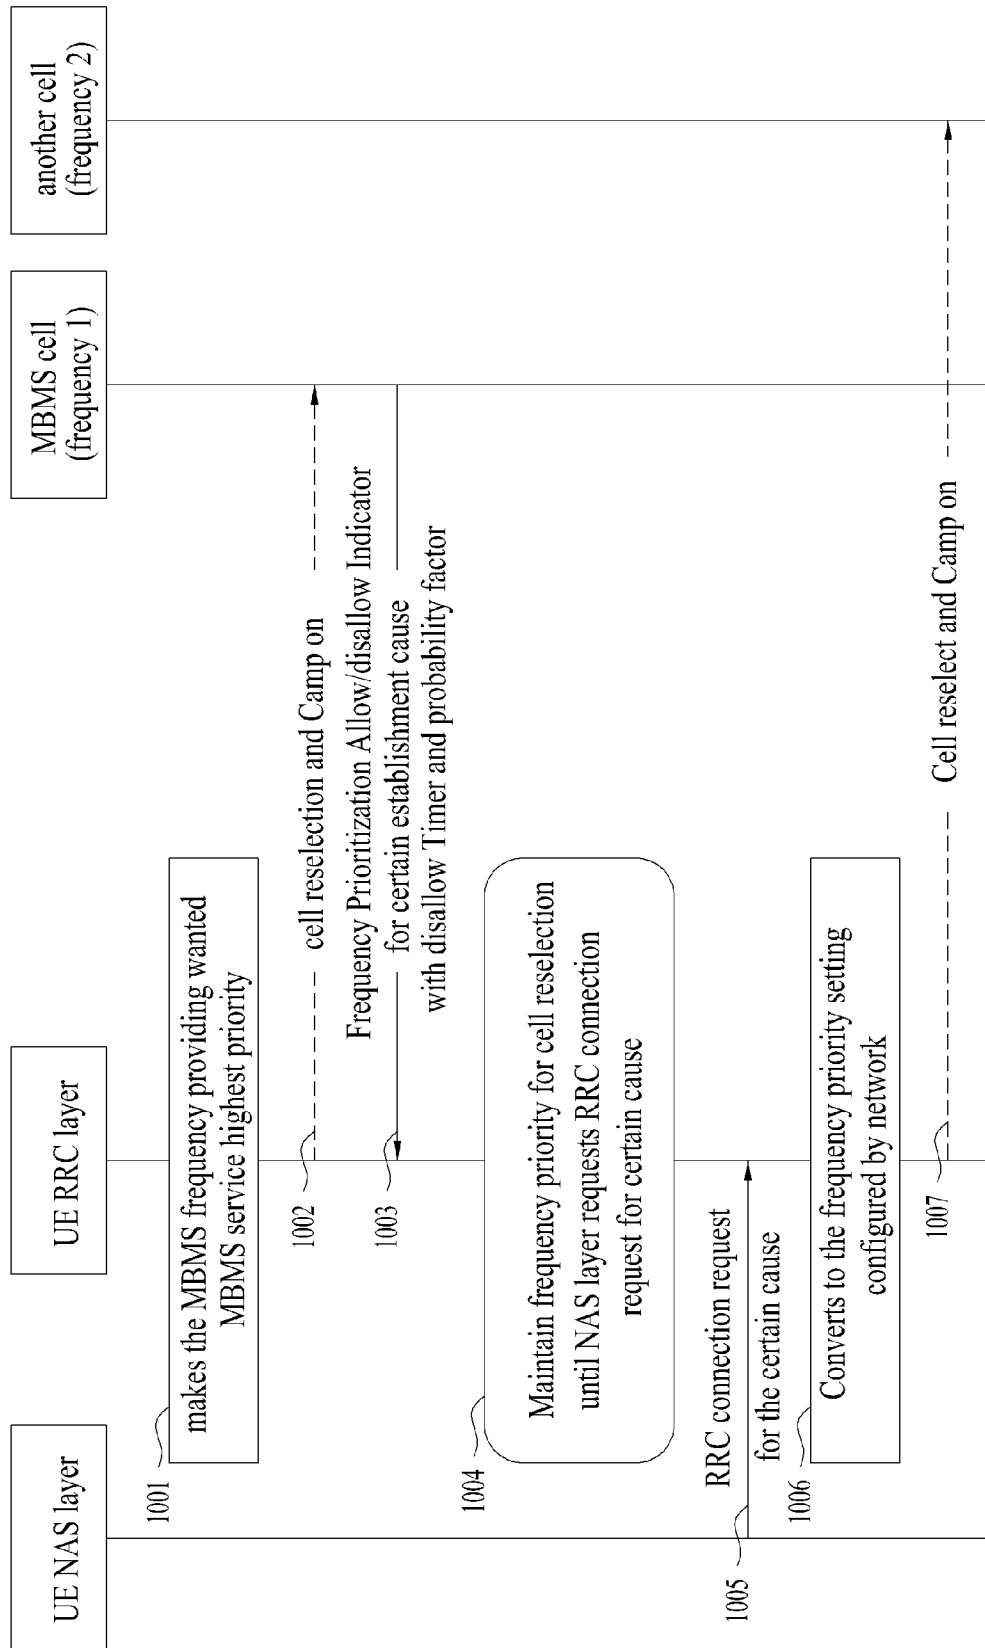 UE NAS layer
UE RRC layer
MBMS cell
(frequency 1)
another cell
(frequency 2)
1001
makes the MBMS frequency providing wanted
MBMS service highest priority
1002
cell reselection and Camp on
1003
Frequency Prioritization Allow/disallow Indicator
for certain establishment cause
with disallow Timer and probability factor
1004
Maintain frequency priority for cell reselection
until NAS layer requests RRC connection
request for certain cause
1005
RRC connection request
for the certain cause
1006
Converts to the frequency priority setting
configured by network
1007
Cell reselect and Camp on